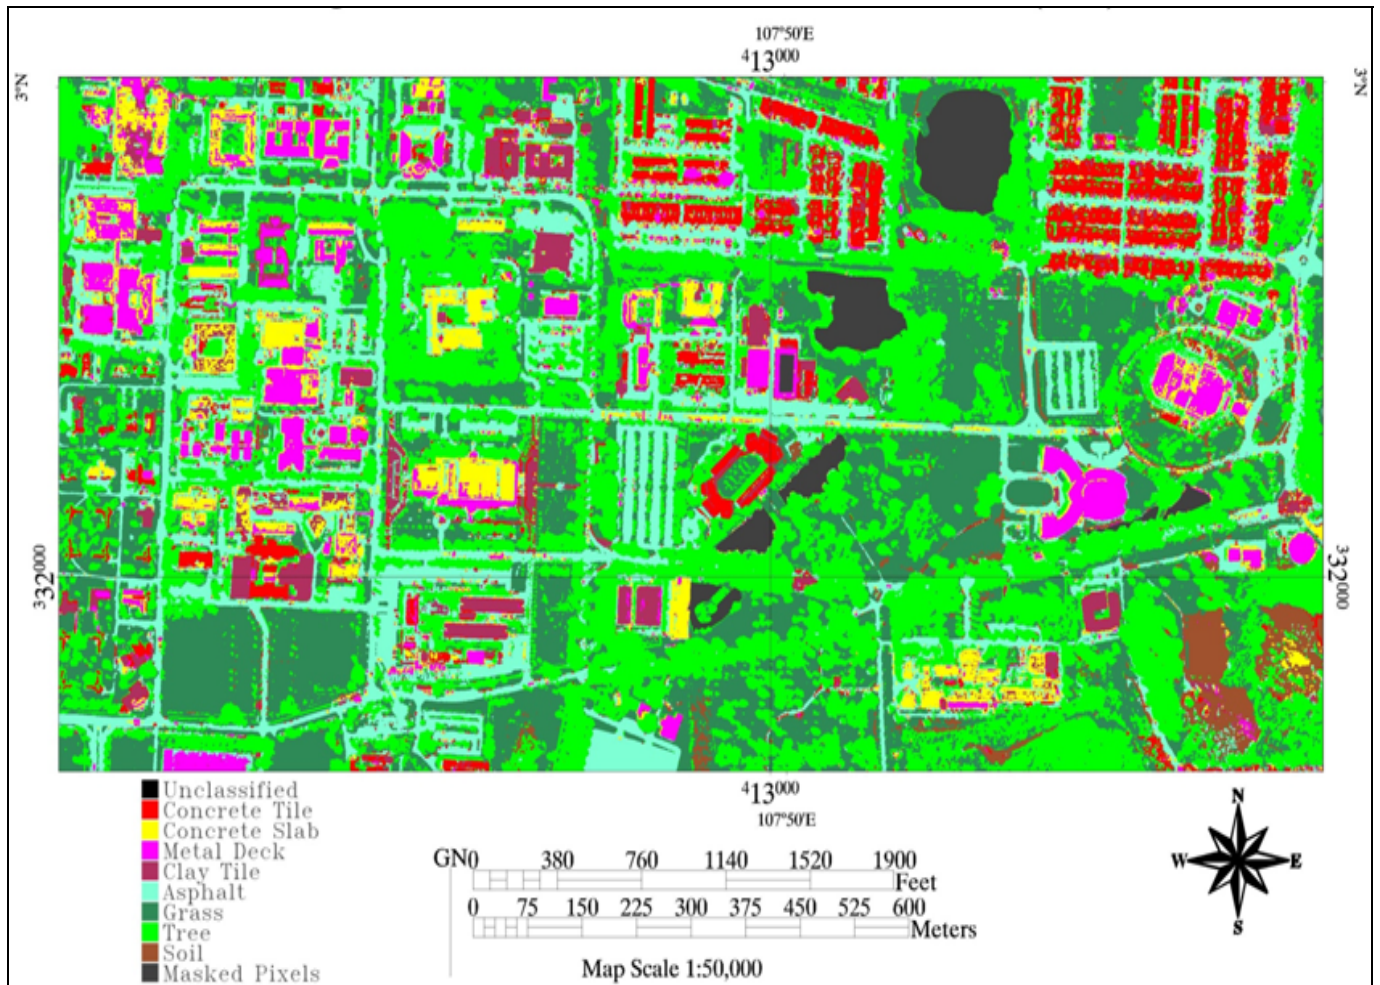 107°50'E
413000
3°N
3°N
332000
332000
Unclassified
Concrete Tile
Concrete Slab
Metal Deck
Clay Tile
Asphalt
Grass
Tree
Soil
Masked Pixels
413000
107°50'E
GN0 380 760 1140 1520 1900
Feet
0 75 150 225 300 375 450 525 600
Meters
Map Scale 1:50,000
N
W E
S